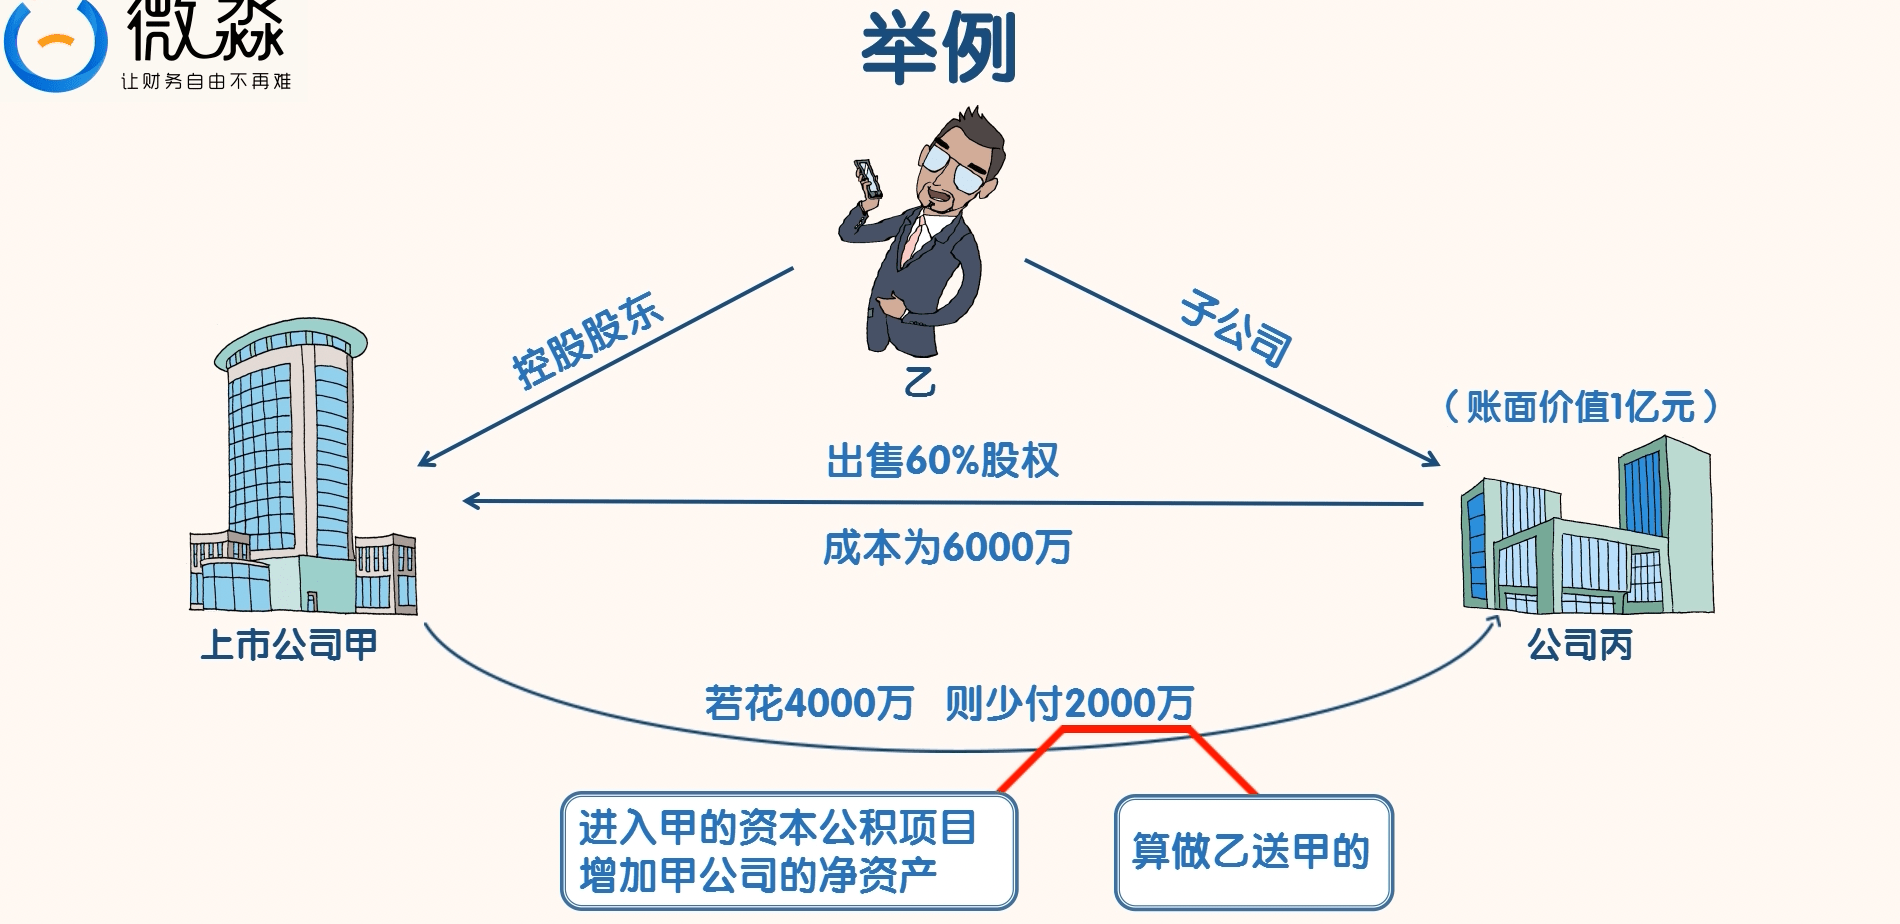 微淼
让财务自由不再难
举例
控股股东
子公司
乙
（账面价值1亿元）
出售60%股权
成本为6000万
上市公司甲
公司丙
若花4000万 则少付2000万
进入甲的资本公积项目
增加甲公司的净资产
算做乙送甲的